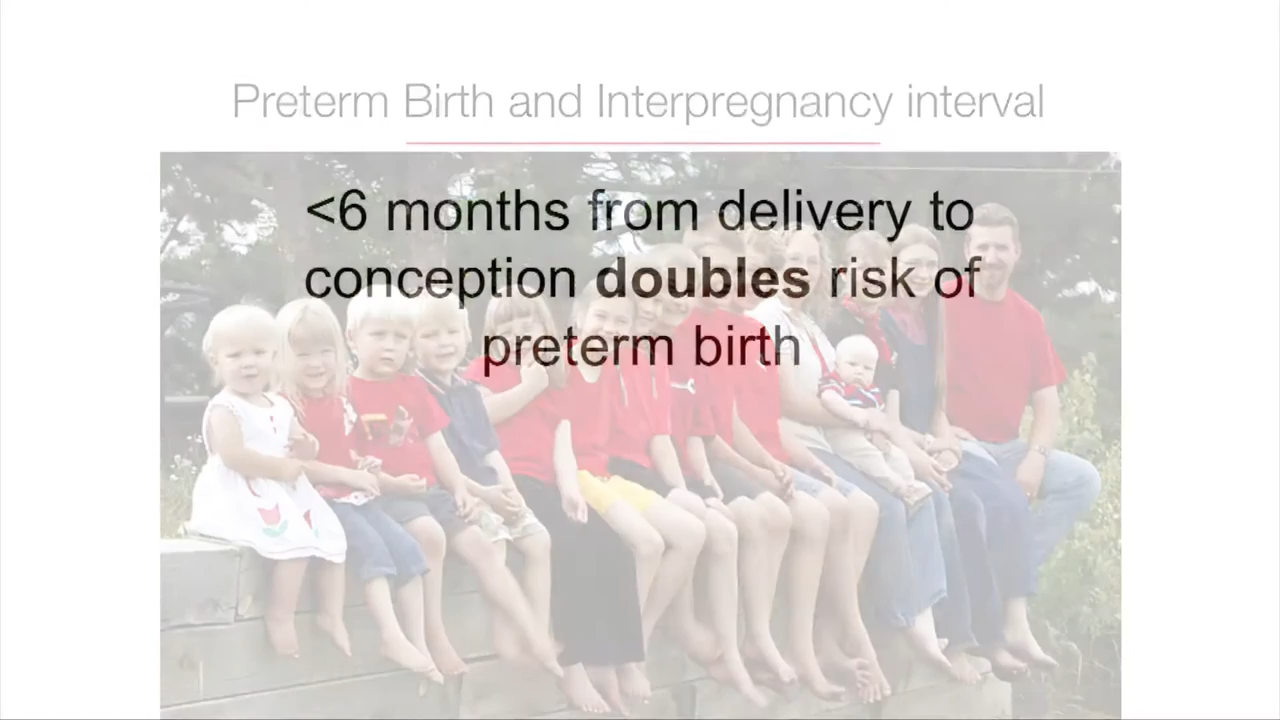 Preterm Birth and Interpregnancy interval
<6 months from delivery to
conception doubles risk of
preterm birth